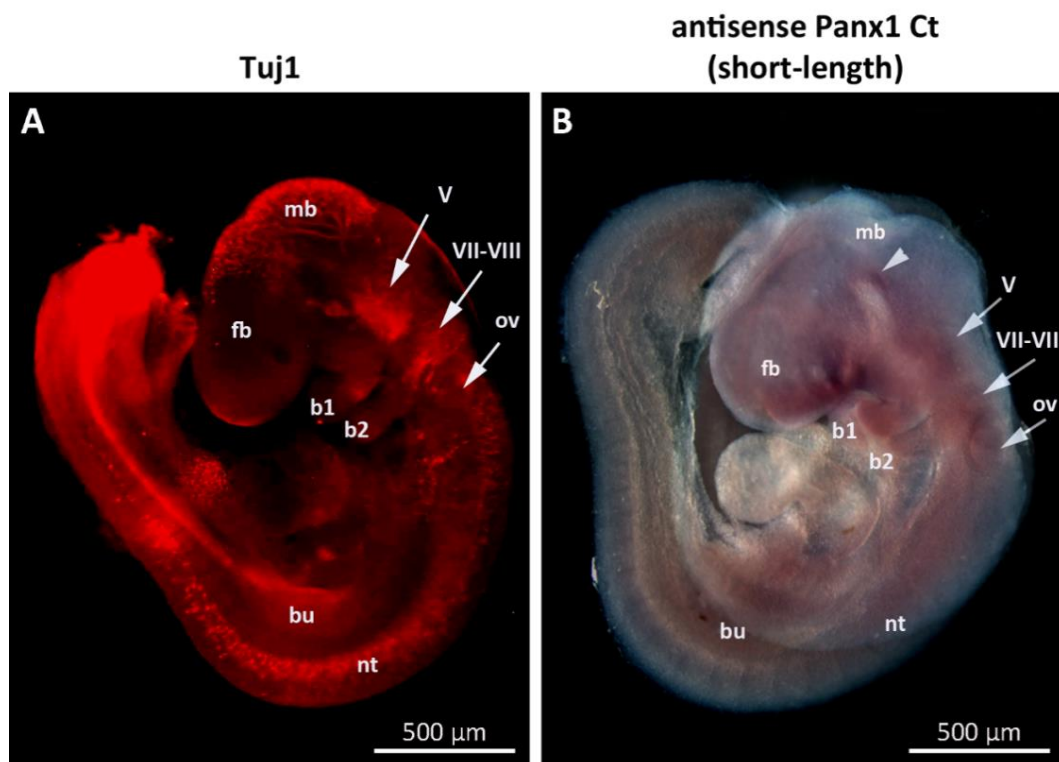 Tuj1
antisense Panx1 Ct
(short-length)
A
mb
V
VII-VIII
ov
fb
b1
b2
bu
nt
500 µm
B
mb
V
VII-VII
ov
fb
b1
b2
nt
bu
500 µm